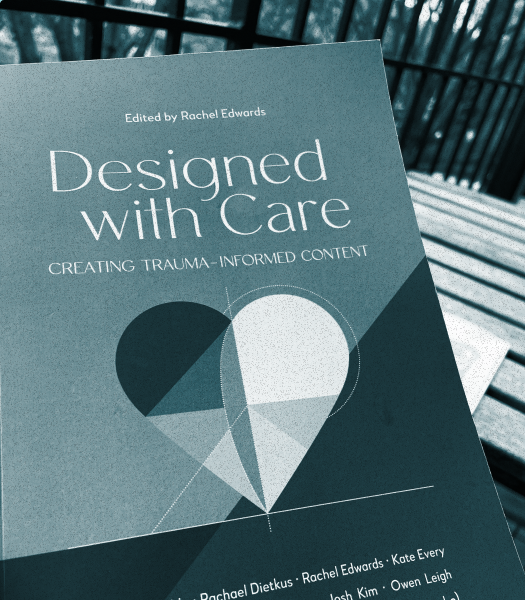 Edited by Rachel Edwards
Designed
with Care
CREATING TRAUMA-INFORMED CONTENT
Rachael Dietkus · Rachel Edwards · Kate Every
Josh Kim · Owen Leigh